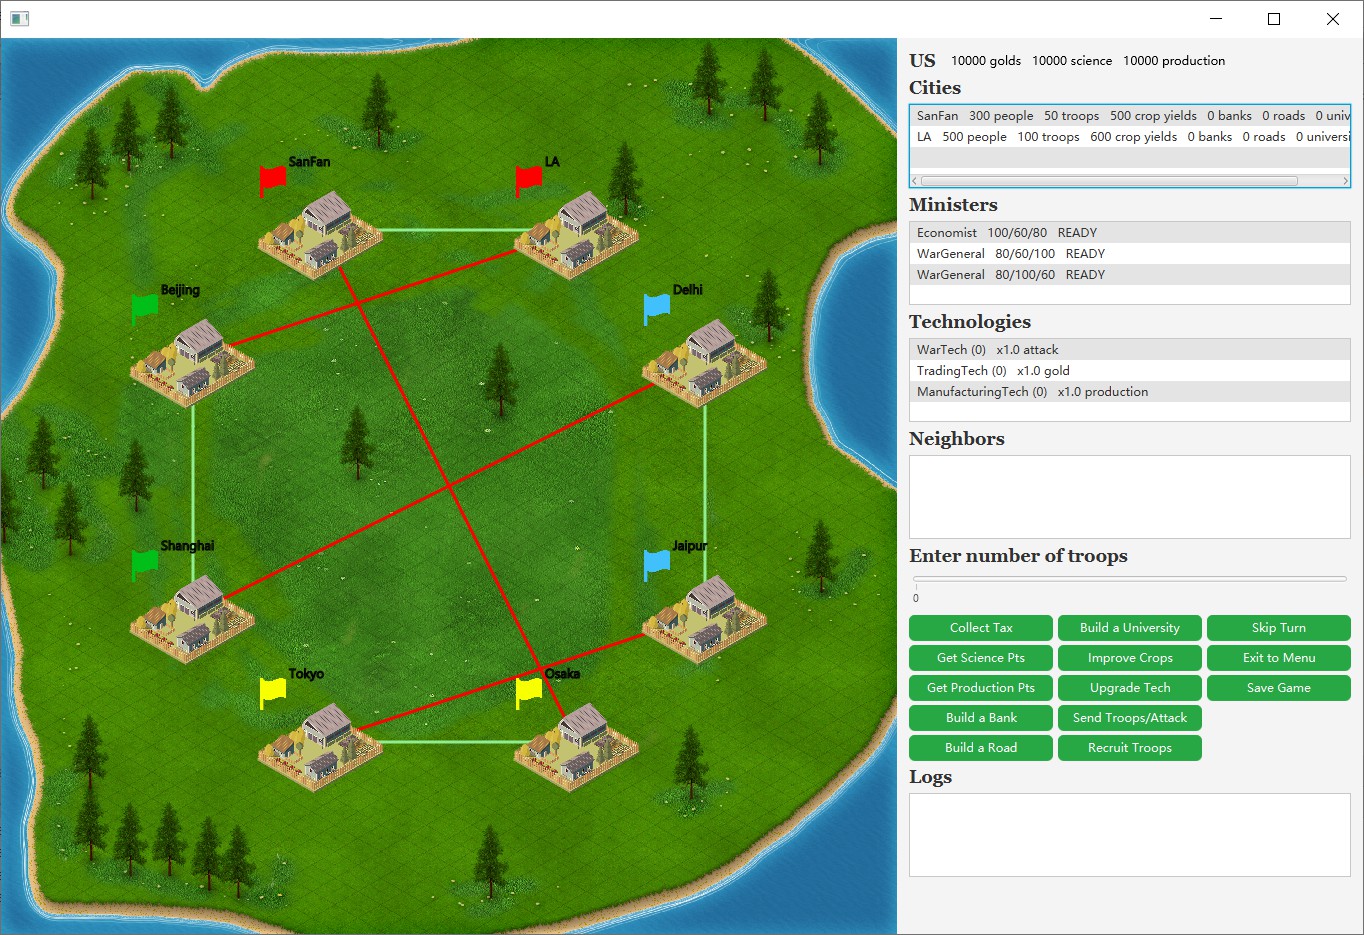 SanFan
LA
Beijing
Delhi
Shanghai
Jaipur
Tokyo
Osaka
US 10000 golds 10000 science 10000 production
Cities
SanFan 300 people 50 troops 500 crop yields 0 banks 0 roads 0 univ
LA 500 people 100 troops 600 crop yields 0 banks 0 roads 0 universi
Ministers
Economist 100/60/80 READY
WarGeneral 80/60/100 READY
WarGeneral 80/100/60 READY
Technologies
WarTech (0) x1.0 attack
TradingTech (0) x1.0 gold
ManufacturingTech (0) x1.0 production
Neighbors
Enter number of troops
0
Collect Tax Build a University Skip Turn
Get Science Pts Improve Crops Exit to Menu
Get Production Pts Upgrade Tech Save Game
Build a Bank Send Troops/Attack
Build a Road Recruit Troops
Logs